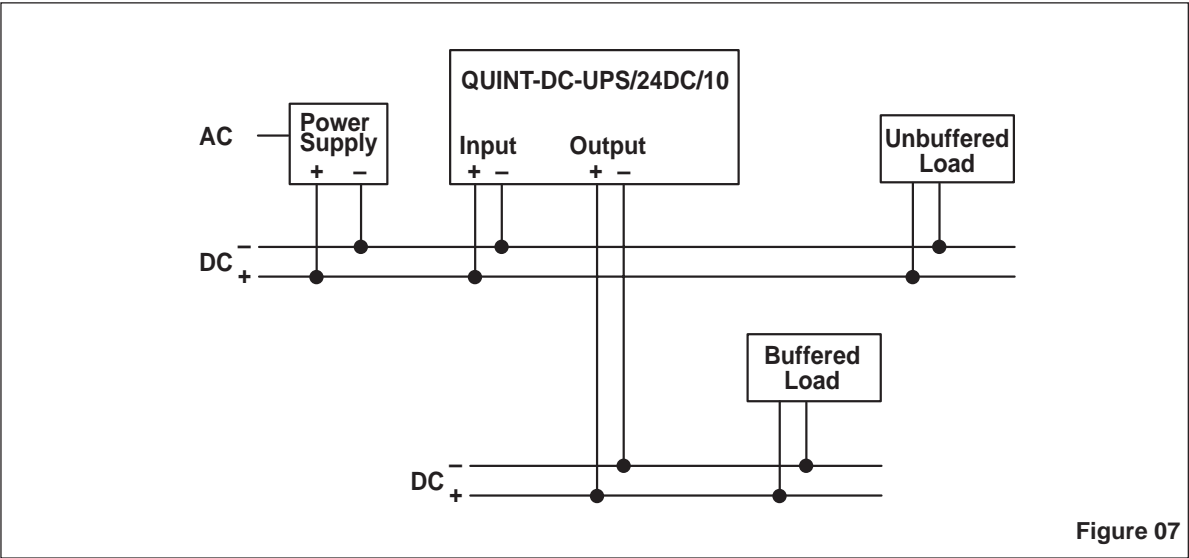 QUINT-DC-UPS/24DC/10
AC
Power
Supply
+ –
Input
+ –
Output
+ –
Unbuffered
Load
DC
–
+
Buffered
Load
DC
–
+
Figure 07